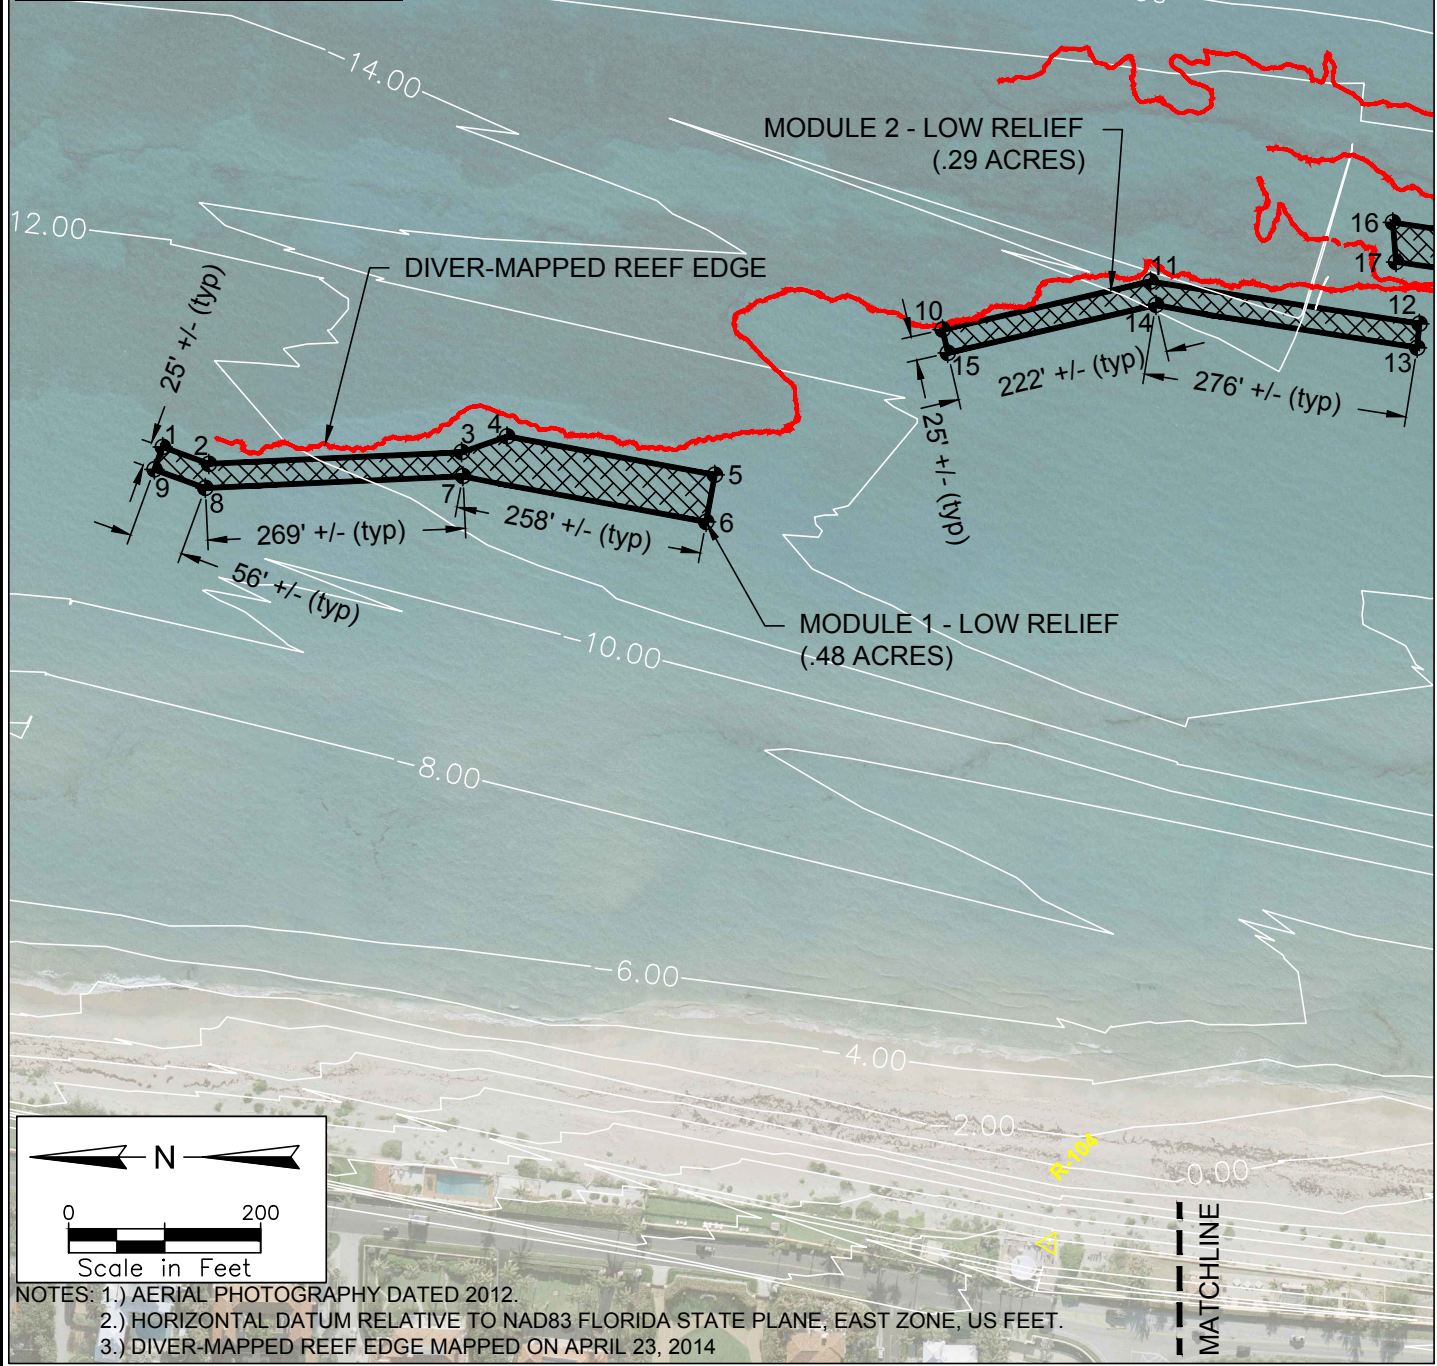 14.00
MODULE 2 - LOW RELIEF
(.29 ACRES)
12.00
16
17
DIVER-MAPPED REEF EDGE
11
25' +/- (typ)
10
14
12
15
13
222' +/- (typ)
276' +/- (typ)
25' +/- (typ)
1
2
3
4
5
9
8
7
6
258' +/- (typ)
269' +/- (typ)
56' +/- (typ)
MODULE 1 - LOW RELIEF
(.48 ACRES)
10.00
8.00
6.00
4.00
2.00
R-104
0.00
N
0 200
Scale in Feet
MATCHLINE
NOTES: 1.) AERIAL PHOTOGRAPHY DATED 2012.
2.) HORIZONTAL DATUM RELATIVE TO NAD83 FLORIDA STATE PLANE, EAST ZONE, US FEET.
3.) DIVER-MAPPED REEF EDGE MAPPED ON APRIL 23, 2014